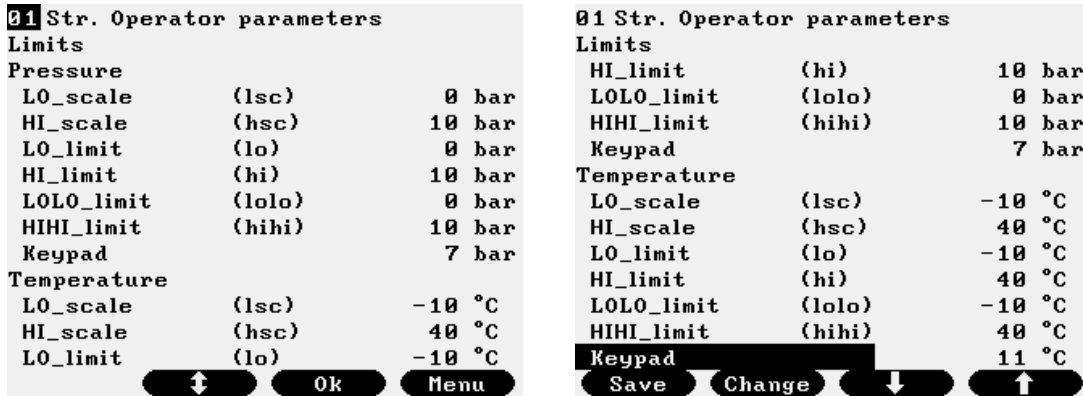 01 Str. Operator parameters
Limits
Pressure
LO_scale (lsc) 0 bar
HI_scale (hsc) 10 bar
LO_limit (lo) 0 bar
HI_limit (hi) 10 bar
LOLO_limit (lolo) 0 bar
HIHI_limit (hihi) 10 bar
Keypad 7 bar
Temperature
LO_scale (lsc) -10 °C
HI_scale (hsc) 40 °C
LO_limit (lo) -10 °C
Ok Menu
01 Str. Operator parameters
Limits
HI_limit (hi) 10 bar
LOLO_limit (lolo) 0 bar
HIHI_limit (hihi) 10 bar
Keypad 7 bar
Temperature
LO_scale (lsc) -10 °C
HI_scale (hsc) 40 °C
LO_limit (lo) -10 °C
HI_limit (hi) 40 °C
LOLO_limit (lolo) -10 °C
HIHI_limit (hihi) 40 °C
Keypad 11 °C
Save Change